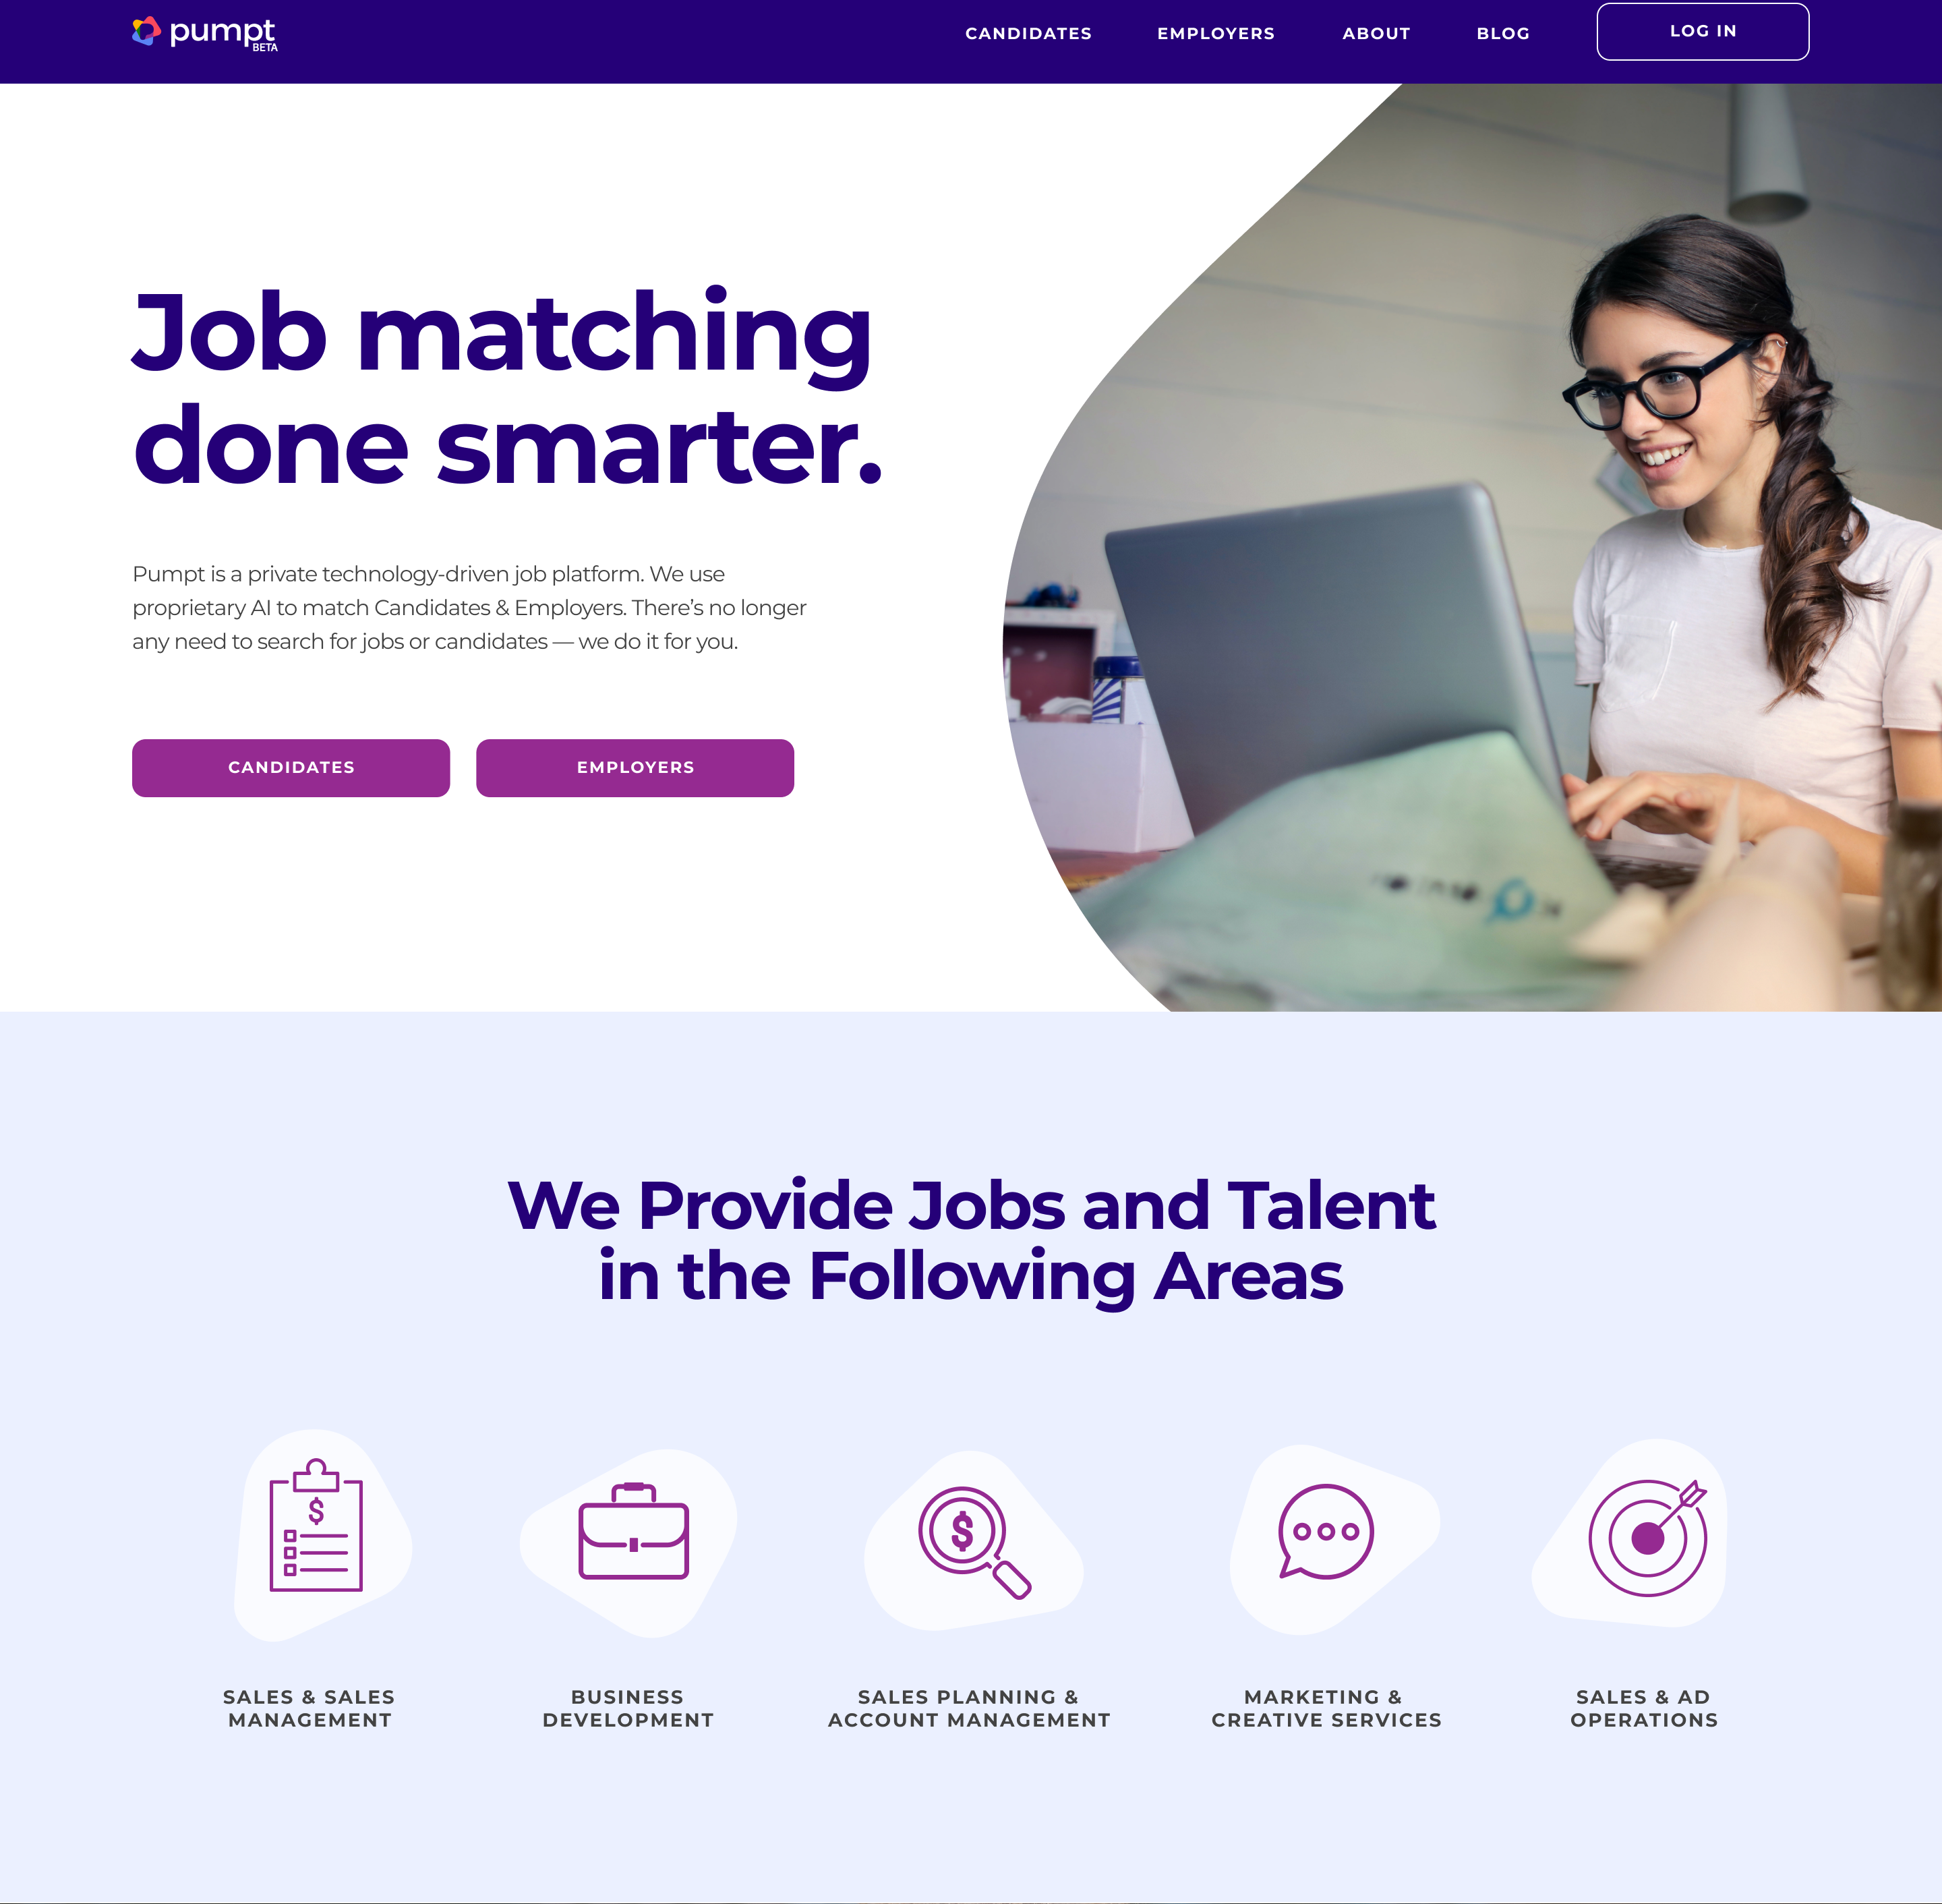 pumpt
BETA
CANDIDATES
EMPLOYERS
ABOUT
BLOG
LOG IN
Job matching
done smarter.
Pumpt is a private technology-driven job platform. We use
proprietary AI to match Candidates & Employers. There’s no longer
any need to search for jobs or candidates — we do it for you.
CANDIDATES
EMPLOYERS
We Provide Jobs and Talent
in the Following Areas
$
$
SALES & SALES
MANAGEMENT
BUSINESS
DEVELOPMENT
SALES PLANNING &
ACCOUNT MANAGEMENT
MARKETING &
CREATIVE SERVICES
SALES & AD
OPERATIONS